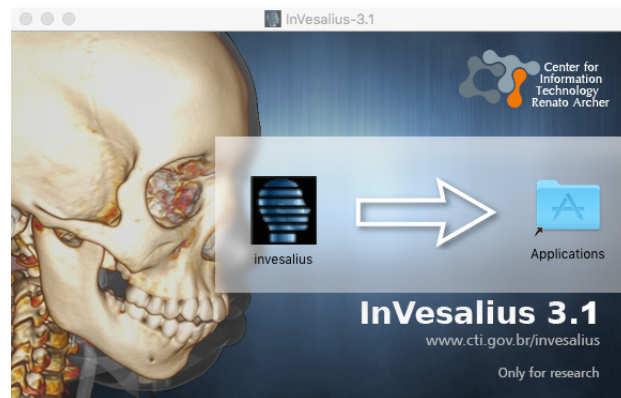 InVesalius-3.1
Center for
Information
Technology
Renato Archer
invesalius
Applications
InVesalius 3.1
www.cti.gov.br/invesalius
Only for research